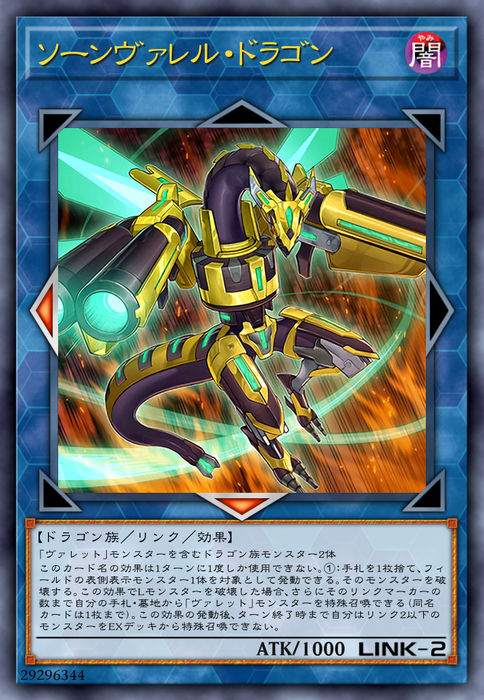 ソーンヴァレル・ドラゴン
やみ
闇
【ドラゴン族／リンク／効果】
「ヴァレット」モンスターを含むドラゴン族モンスター2体
このカード名の効果は1ターンに1度しか使用できない。①:手札を1枚捨て、フィ
ールドの表側表示モンスター1体を対象として発動できる。そのモンスターを破
壊する。この効果でLモンスターを破壊した場合、さらにそのリンクマーカーの
数まで自分の手札・墓地から「ヴァレット」モンスターを特殊召喚できる（同名
カードは1枚まで）。この効果の発動後、ターン終了時まで自分はリンク2以下の
モンスターをEXデッキから特殊召喚できない。
ATK/1000 LINK-2
29296344